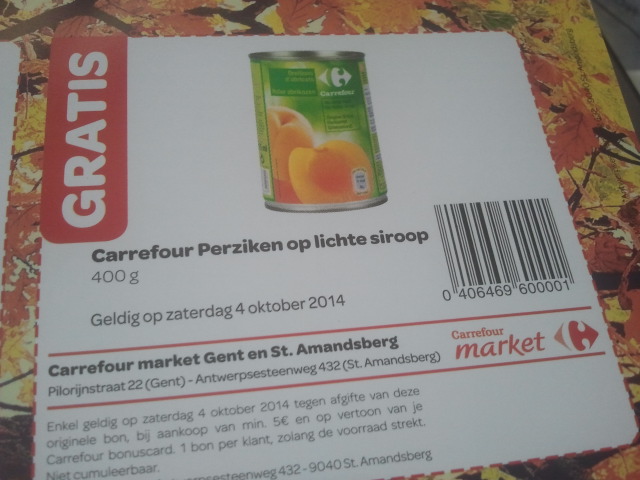 GRATIS
Carrefour
Carrefour Perziken op lichte siroop
400 g
Geldig op zaterdag 4 oktober 2014
0 406469 600001
Carrefour market Gent en St. Amandsberg
Pilorijnstraat 22 (Gent) - Antwerpsesteenweg 432 (St. Amandsberg)
Carrefour
market
Enkel geldig op zaterdag 4 oktober 2014 tegen afgifte van deze
originele bon, bij aankoop van min. 5€ en op vertoon van je
Carrefour bonuscard. 1 bon per klant, zolang de voorraad strekt.
Niet cumuleerbaar.
432 - 9040 St. Amandsberg